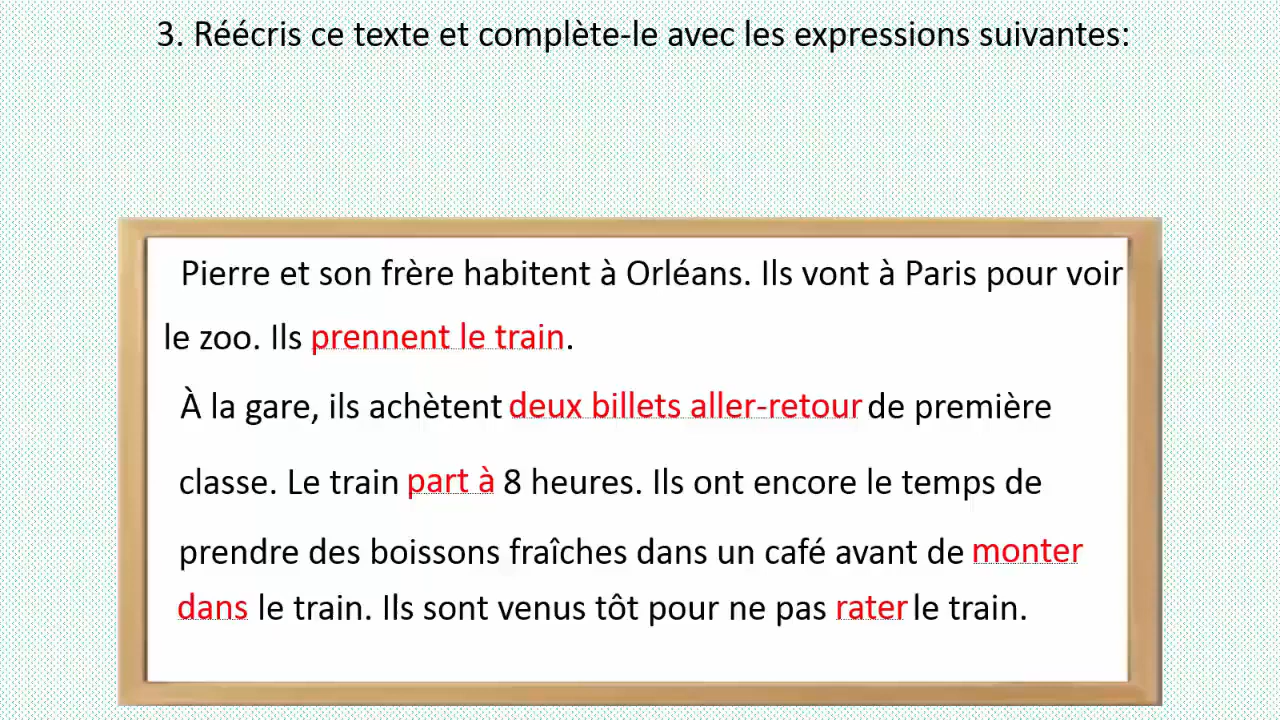 3. Réécris ce texte et complète-le avec les expressions suivantes:
Pierre et son frère habitent à Orléans. Ils vont à Paris pour voir
le zoo. Ils prennent le train.
À la gare, ils achètent deux billets aller-retour de première
classe. Le train part à 8 heures. Ils ont encore le temps de
prendre des boissons fraîches dans un café avant de monter
dans le train. Ils sont venus tôt pour ne pas rater le train.